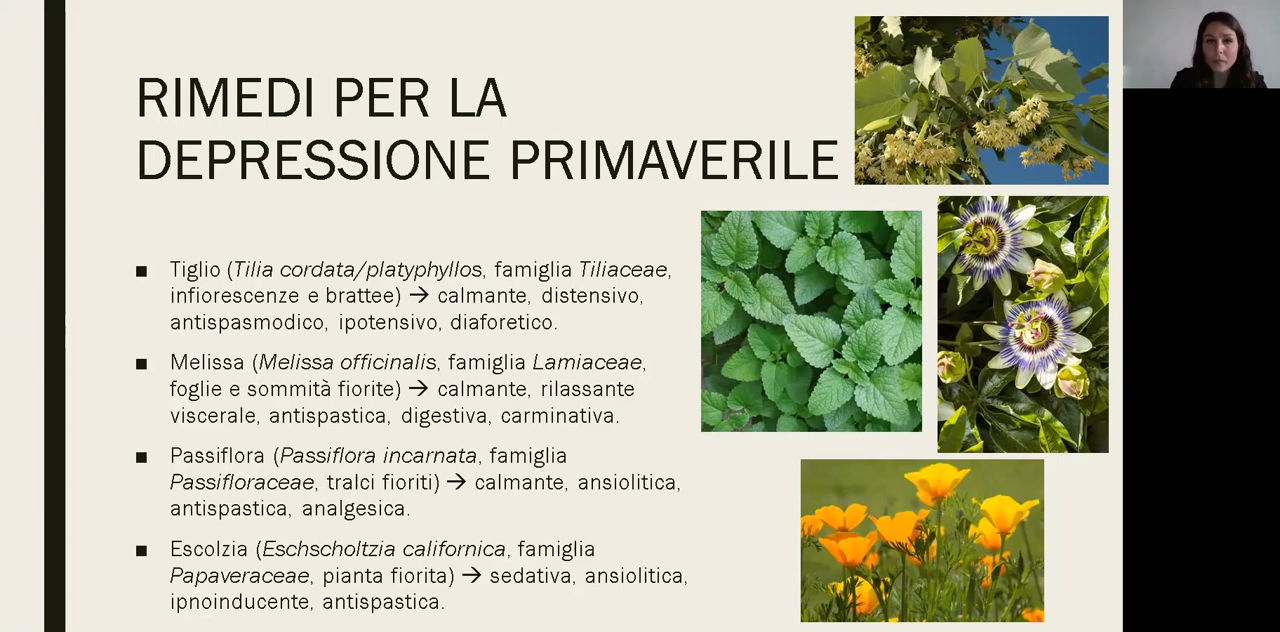 RIMEDI PER LA
DEPRESSIONE PRIMAVERILE
■ Tiglio (Tilia cordata/platyphyllos, famiglia Tiliaceae,
infiorescenze e brattee) → calmante, distensivo,
antispasmodico, ipotensivo, diaforetico.
■ Melissa (Melissa officinalis, famiglia Lamiaceae,
foglie e sommità fiorite) → calmante, rilassante
viscerale, antispastica, digestiva, carminativa.
■ Passiflora (Passiflora incarnata, famiglia
Passifloraceae, tralci fioriti) → calmante, ansiolitica,
antispastica, analgesica.
■ Escolzia (Eschscholtzia californica, famiglia
Papaveraceae, pianta fiorita) → sedativa, ansiolitica,
ipnoinducente, antispastica.